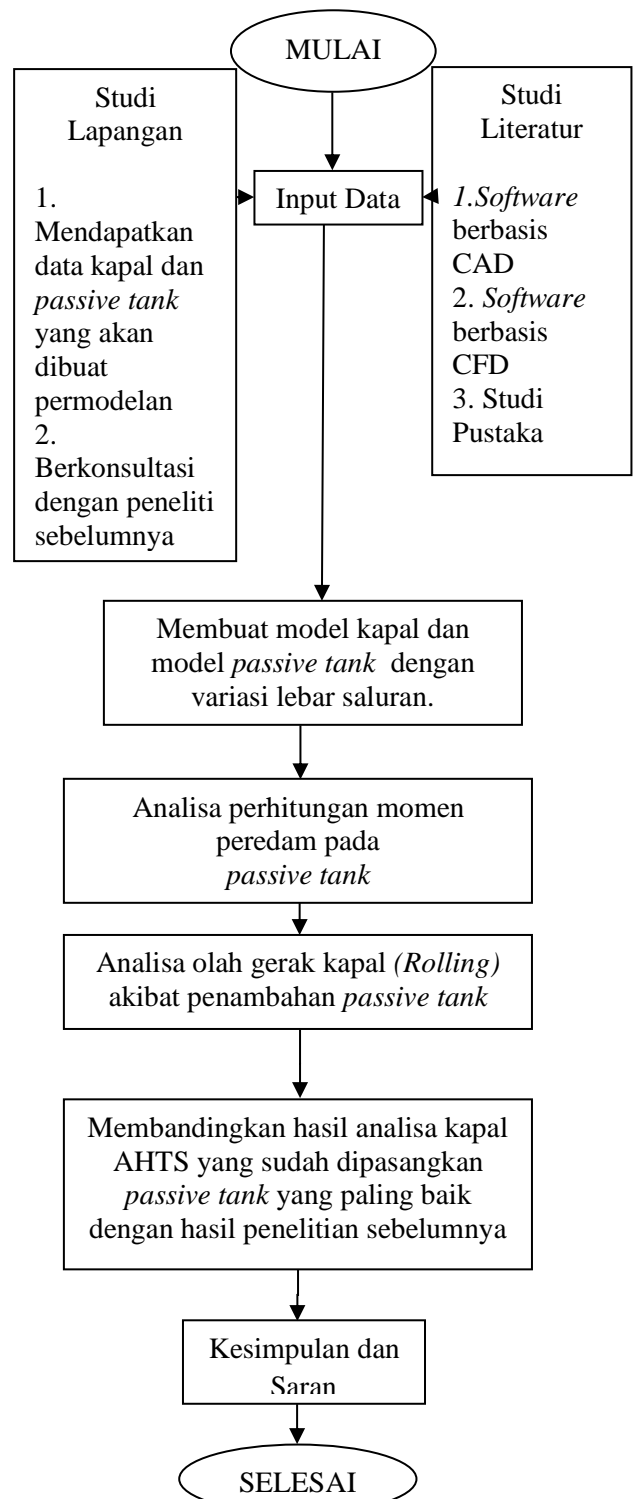 MULAI
Studi
Lapangan
1.
Mendapatkan
data kapal dan
passive tank
yang akan
dibuat
permodelan
2.
Berkonsultasi
dengan peneliti
sebelumnya
Input Data
Studi
Literatur
1.Software
berbasis
CAD
2. Software
berbasis
CFD
3. Studi
Pustaka
Membuat model kapal dan
model passive tank dengan
variasi lebar saluran.
Analisa perhitungan momen
peredam pada
passive tank
Analisa olah gerak kapal (Rolling)
akibat penambahan passive tank
Membandingkan hasil analisa kapal
AHTS yang sudah dipasangkan
passive tank yang paling baik
dengan hasil penelitian sebelumnya
Kesimpulan dan
Saran
SELESAI